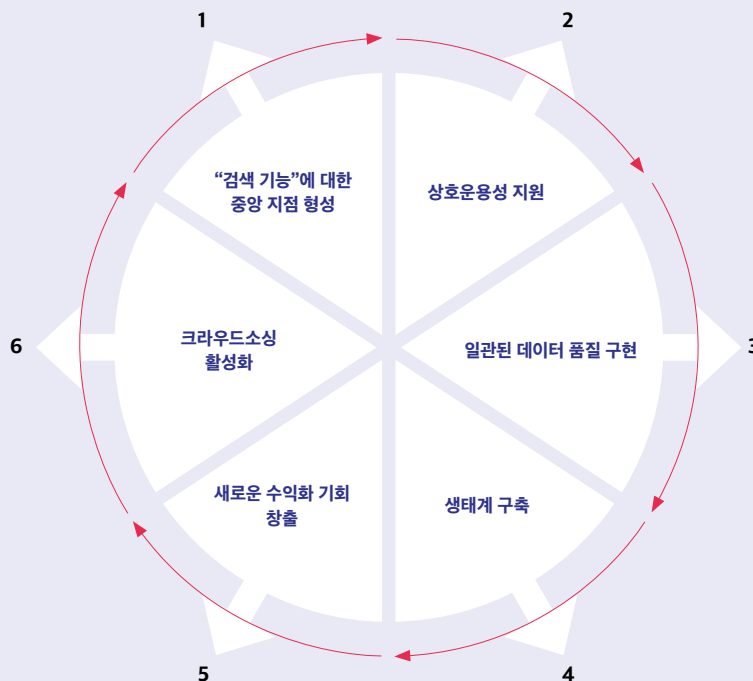 1
“검색 기능”에 대한
중앙 지점 형성
2
상호운용성 지원
3
일관된 데이터 품질 구현
4
생태계 구축
5
새로운 수익화 기회
창출
6
크라우드소싱
활성화